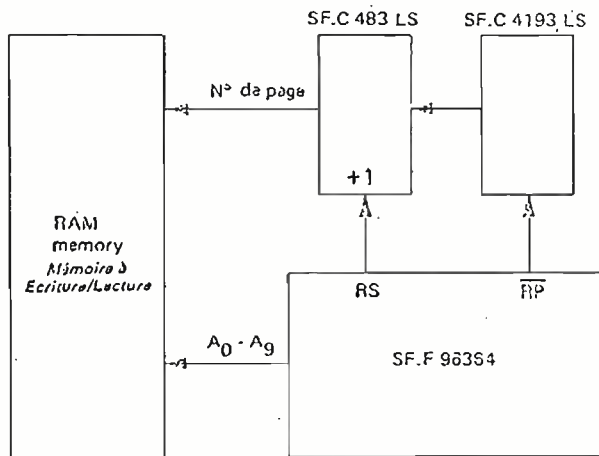 SF.C 483 LS
SF.C 4193 LS
N° de page
+1
RAM
memory
Mémoire à
Ecriture/Lecture
RS
RP
A0 - A9
SF.F 96364